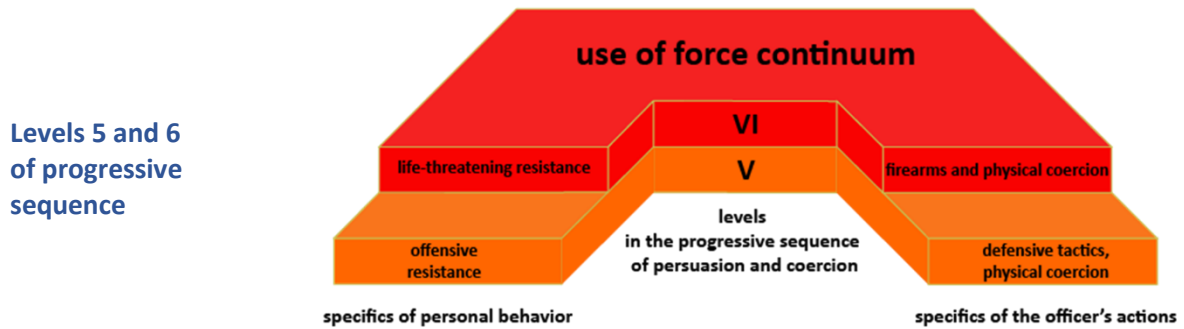 use of force continuum
Levels 5 and 6
of progressive
sequence
VI
life-threatening resistance
firearms and physical coercion
V
levels
in the progressive sequence
of persuasion and coercion
offensive
resistance
defensive tactics,
physical coercion
specifics of personal behavior
specifics of the officer's actions